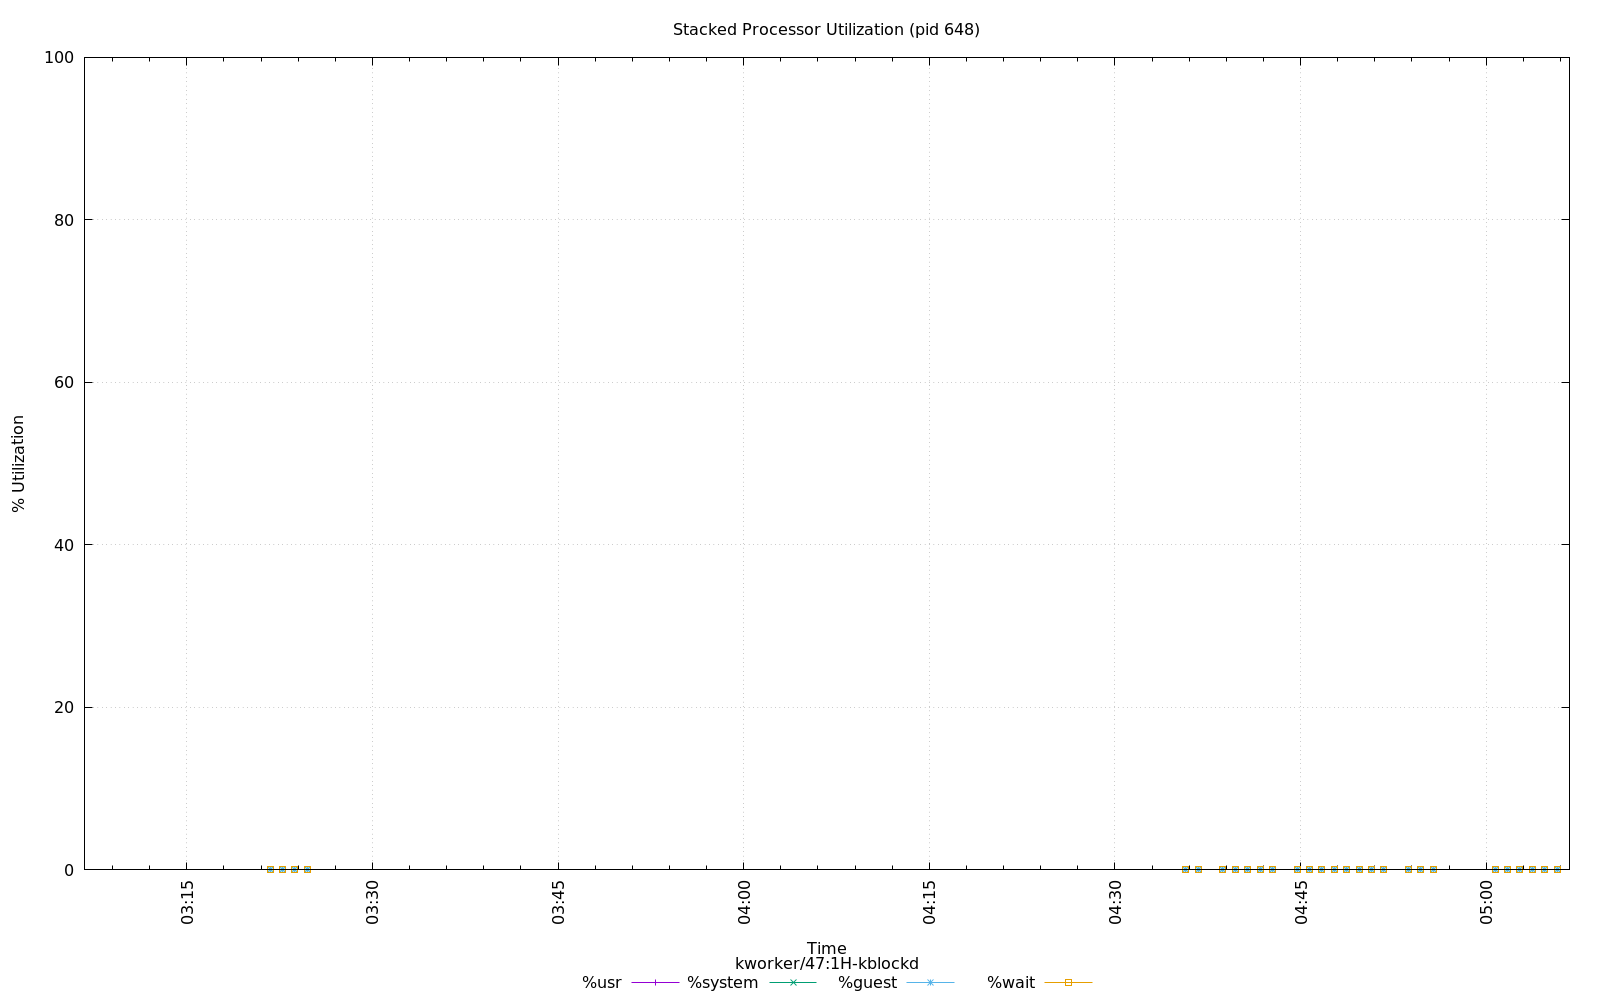 Stacked Processor Utilization (pid 648)
100
80
60
40
20
0
% Utilization
03:15
03:30
03:45
04:00
04:15
04:30
04:45
05:00
Time
kworker/47:1H-kblockd
%usr %system %guest %wait